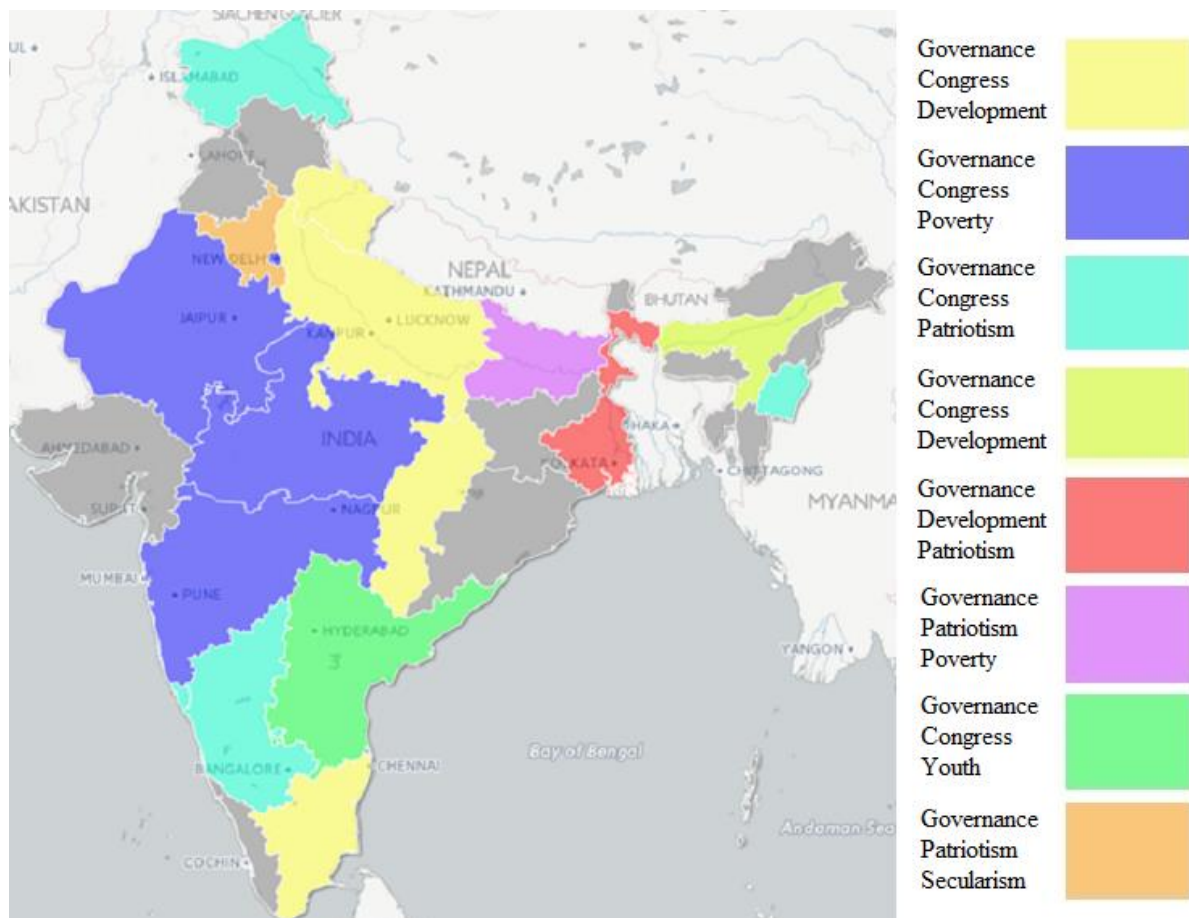 SIACHEN GLACIER
UL
ISLAMABAD
LAHORE
AKISTAN
NEW DELH
NEPAL
KATHMANDU
BHUTAN
JAIPUR
LUCKNOW
KANPUR
INDIA
AHMEDABAD
DHAKA
KOLKATA
CHITTAGONG
SURAT
NAGPUR
MYANMA
MUMBAI
PUNE
HYDERABAD
YANGON
BANGALORE
CHENNAI
Bay of Bengal
Andaman Sea
COCHIN
Governance
Congress
Development
Governance
Congress
Poverty
Governance
Congress
Patriotism
Governance
Congress
Development
Governance
Development
Patriotism
Governance
Patriotism
Poverty
Governance
Congress
Youth
Governance
Patriotism
Secularism